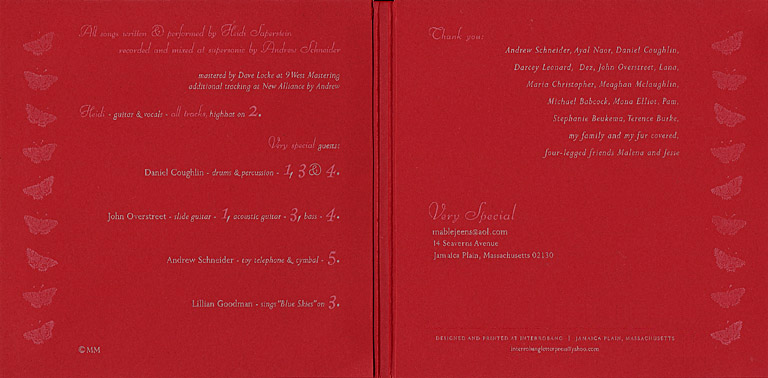 All songs written & performed by Heidi Saperstein
recorded and mixed at supersonic by Andrew Schneider
mastered by Dave Locke at 9 West Mastering
additional tracking at New Alliance by Andrew
Heidi - guitar & vocals - all tracks, highhat on 2.
Very special guests:
Daniel Coughlin - drums & percussion - 1, 3 & 4.
John Overstreet - slide guitar - 1, acoustic guitar - 3, bass - 4.
Andrew Schneider - toy telephone & cymbal - 5.
Lillian Goodman - sings "Blue Skies" on 3.
© MM
Thank you:
Andrew Schneider, Ayal Naor, Daniel Coughlin,
Darcey Leonard, Dez, John Overstreet, Lana,
Maria Christopher, Meaghan McLaughlin,
Michael Babcock, Mona Elliot, Pam,
Stephanie Beukema, Terence Burke,
my family and my fur covered,
four-legged friends Malena and Jesse
Very Special
mablejeens@aol.com
14 Seaverns Avenue
Jamaica Plain, Massachusetts 02130
DESIGNED AND PRINTED AT INTERROBANG | JAMAICA PLAIN, MASSACHUSETTS
interrobangletterpress@yahoo.com